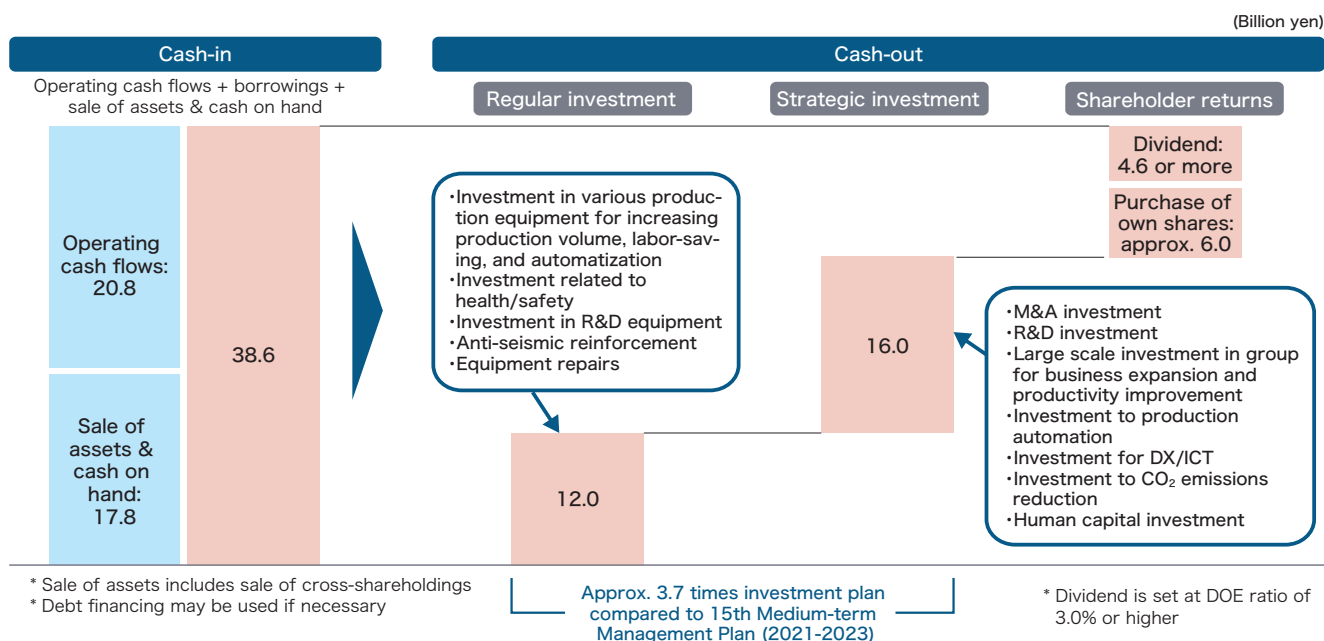 (Billion yen)
Cash-in
Operating cash flows + borrowings +
sale of assets & cash on hand
Operating
cash flows:
20.8
Sale of
assets &
cash on
hand:
17.8
38.6
* Sale of assets includes sale of cross-shareholdings
* Debt financing may be used if necessary
Cash-out
Regular investment
・Investment in various produc-
tion equipment for increasing
production volume, labor-sav-
ing, and automatization
・Investment related to
health/safety
・Investment in R&D equipment
・Anti-seismic reinforcement
・Equipment repairs
12.0
Strategic investment
16.0
・M&A investment
・R&D investment
・Large scale investment in group
for business expansion and
productivity improvement
・Investment to production
automation
・Investment for DX/ICT
・Investment to CO₂ emissions
reduction
・Human capital investment
Approx. 3.7 times investment plan
compared to 15th Medium-term
Management Plan (2021-2023)
Shareholder returns
Dividend:
4.6 or more
Purchase of
own shares:
approx. 6.0
* Dividend is set at DOE ratio of
3.0% or higher